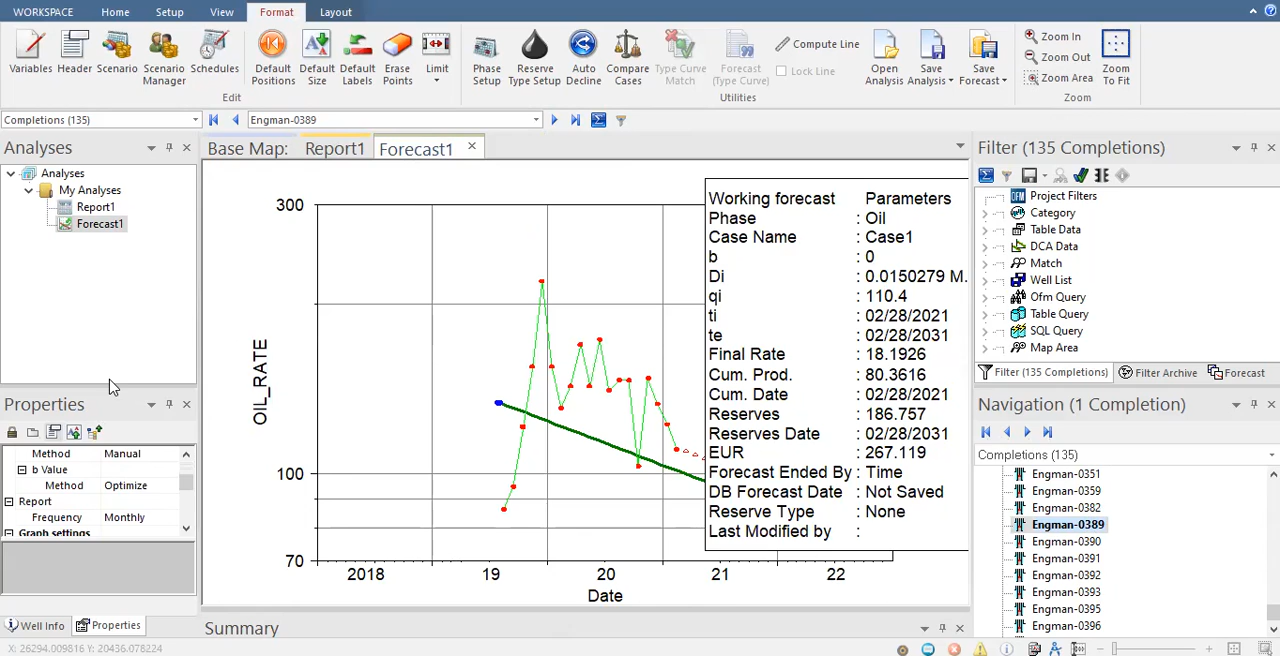 WORKSPACE Home Setup View Format Layout
Variables Header Scenario Scenario Manager Schedules Default Positions Default Size Default Labels Erase Points Limit Phase Setup Reserve Type Setup Auto Decline Compare Cases Type Curve Match Forecast (Type Curve) Compute Line Lock Line Open Analysis Save Analysis Save Forecast Zoom In Zoom Out Zoom Area Zoom To Fit
Edit Utilities Zoom
Completions (135) Engman-0389
Analyses
Analyses
My Analyses
Report1
Forecast1
Properties
Method Manual
b Value
Method Optimize
Report
Frequency Monthly
Graph settings
Well Info Properties
X: 26294.009816 Y: 20436.078224
Base Map: Report1 Forecast1
300
100
70
OIL_RATE
2018 19 20 21 22
Date
Working forecast Parameters
Phase : Oil
Case Name : Case1
b : 0
Di : 0.0150279 M.
qi : 110.4
ti : 02/28/2021
te : 02/28/2031
Final Rate : 18.1926
Cum. Prod. : 80.3616
Cum. Date : 02/28/2021
Reserves : 186.757
Reserves Date : 02/28/2031
EUR : 267.119
Forecast Ended By : Time
DB Forecast Date : Not Saved
Reserve Type : None
Last Modified by :
Summary
Filter (135 Completions)
Project Filters
Category
Table Data
DCA Data
Match
Well List
Ofm Query
Table Query
SQL Query
Map Area
Filter (135 Completions) Filter Archive Forecast
Navigation (1 Completion)
Completions (135)
Engman-0351
Engman-0359
Engman-0382
Engman-0389
Engman-0390
Engman-0391
Engman-0392
Engman-0393
Engman-0395
Engman-0396